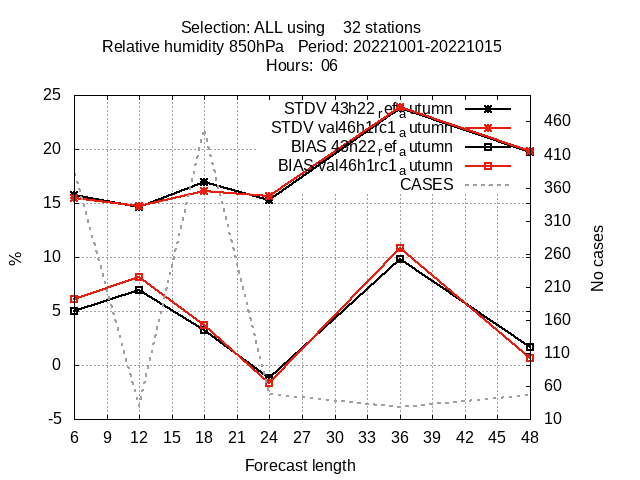 Selection: ALL using 32 stations
Relative humidity 850hPa Period: 20221001-20221015
Hours: 06
STDV 43h22_ref_autumn
STDV val46h1rc1_autumn
BIAS 43h22_ref_autumn
BIAS val46h1rc1_autumn
CASES
25
20
15
10
5
0
-5
%
460
410
360
310
260
210
160
110
60
10
No cases
6 9 12 15 18 21 24 27 30 33 36 39 42 45 48
Forecast length